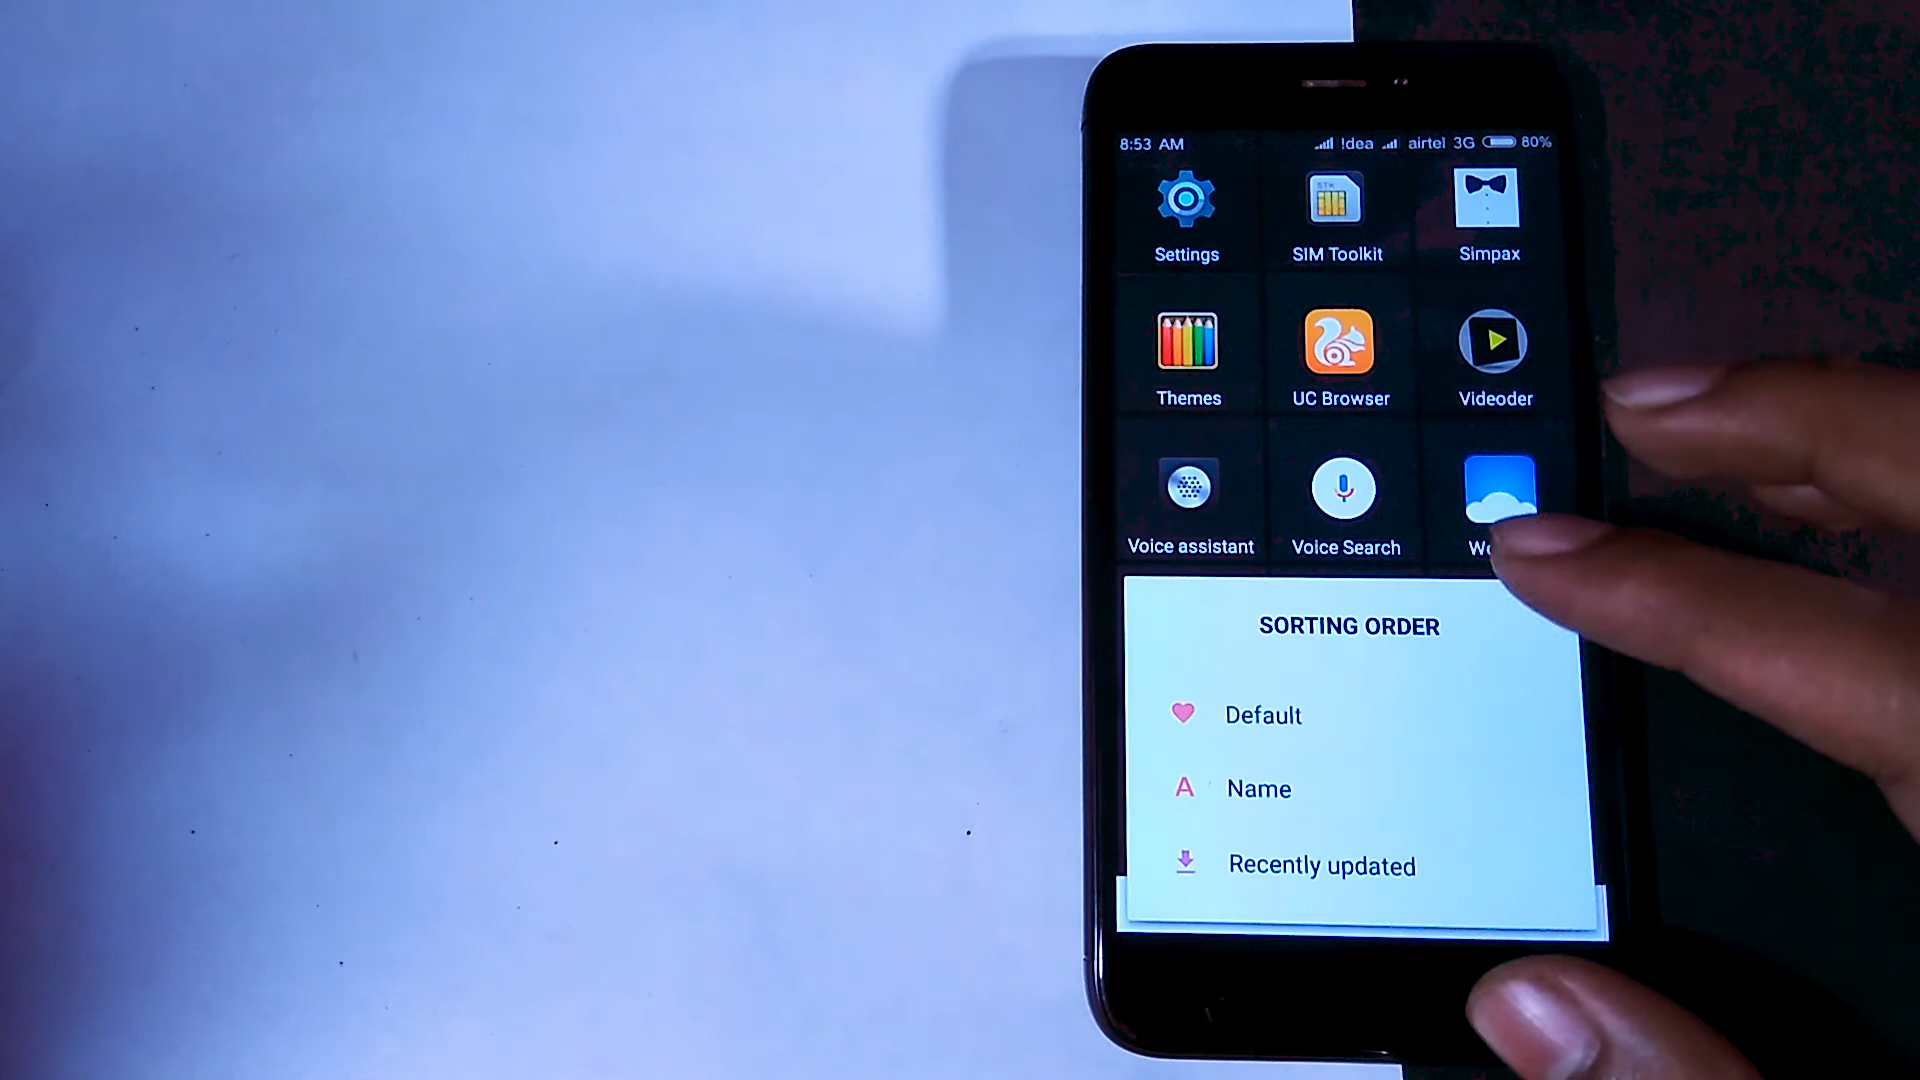 8:53 AM !dea airtel 3G 80%
STK
Settings SIM Toolkit Simpax
Themes UC Browser Videoder
Voice assistant Voice Search
SORTING ORDER
Default
A Name
Recently updated